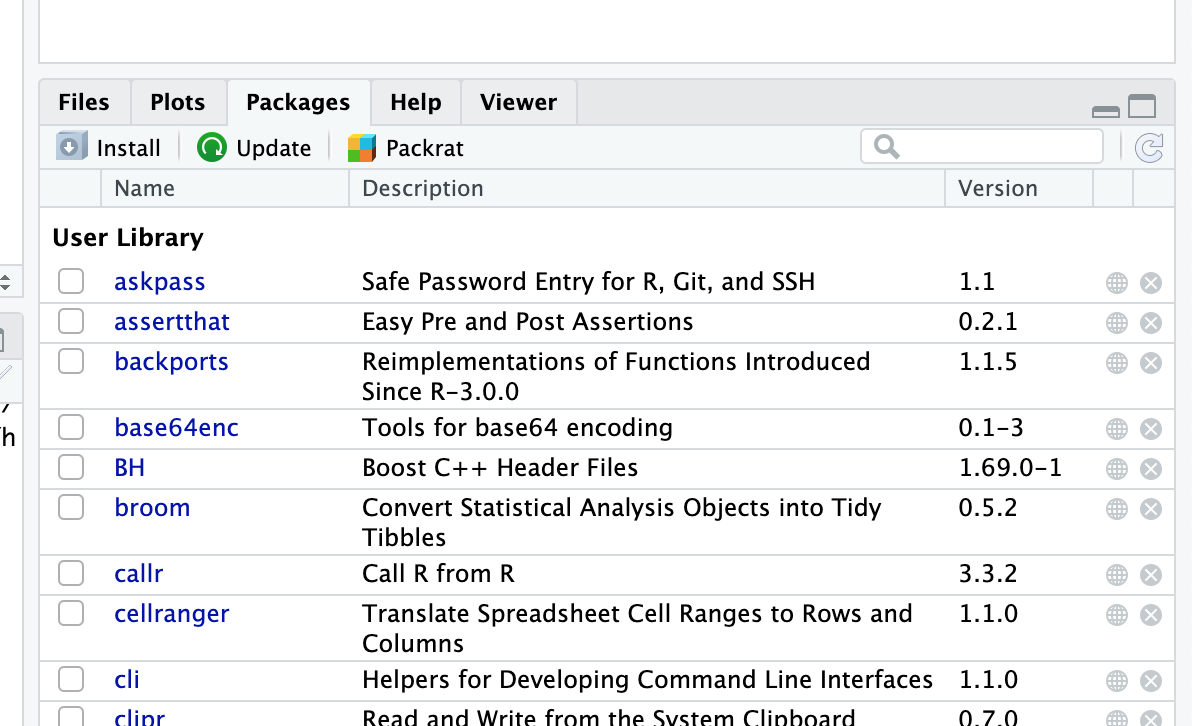 Files Plots Packages Help Viewer
Install Update Packrat
Name Description Version
User Library
askpass Safe Password Entry for R, Git, and SSH 1.1
assertthat Easy Pre and Post Assertions 0.2.1
backports Reimplementations of Functions Introduced 1.1.5
Since R-3.0.0
base64enc Tools for base64 encoding 0.1-3
BH Boost C++ Header Files 1.69.0-1
broom Convert Statistical Analysis Objects into Tidy 0.5.2
Tibbles
callr Call R from R 3.3.2
cellranger Translate Spreadsheet Cell Ranges to Rows and 1.1.0
Columns
cli Helpers for Developing Command Line Interfaces 1.1.0
clipr Read and Write from the System Clipboard 0.7.0